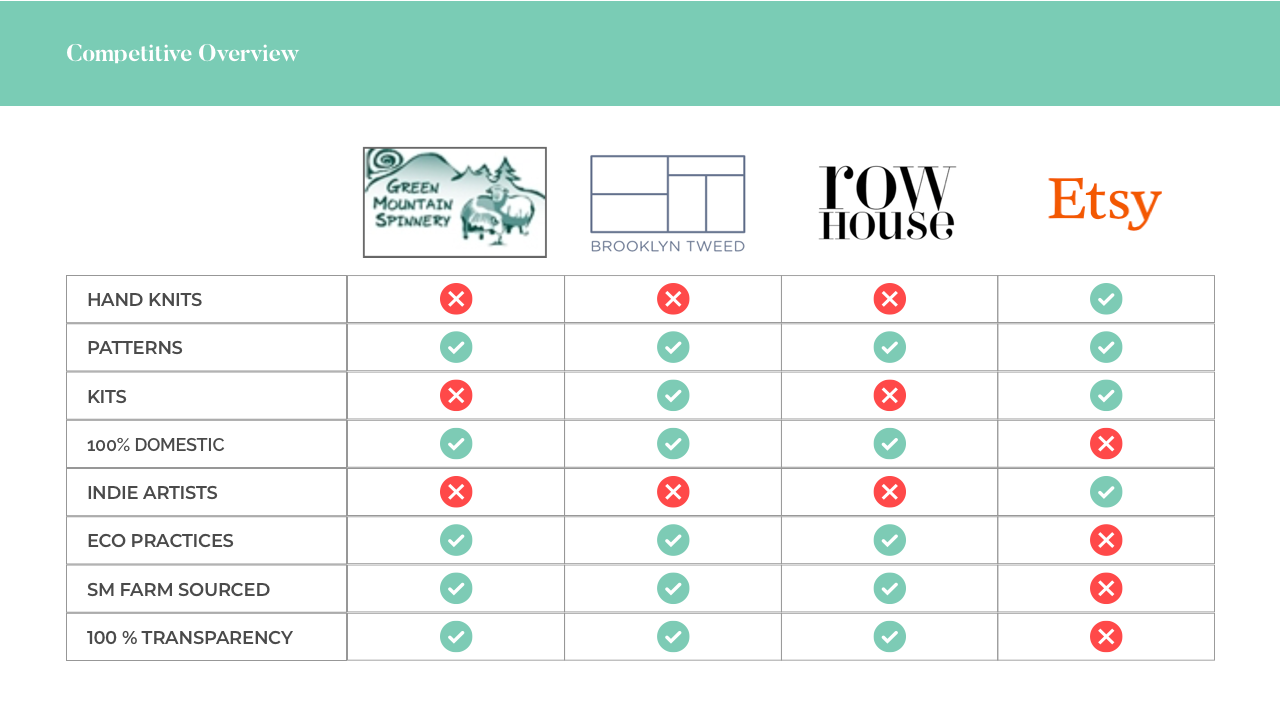 Competitive Overview
GREEN
MOUNTAIN
SPINNERY
BROOKLYN TWEED
row
House
Etsy
HAND KNITS
PATTERNS
KITS
100% DOMESTIC
INDIE ARTISTS
ECO PRACTICES
SM FARM SOURCED
100 % TRANSPARENCY